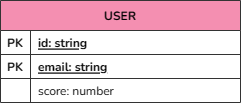 USER
PK id: string
PK email: string
score: number